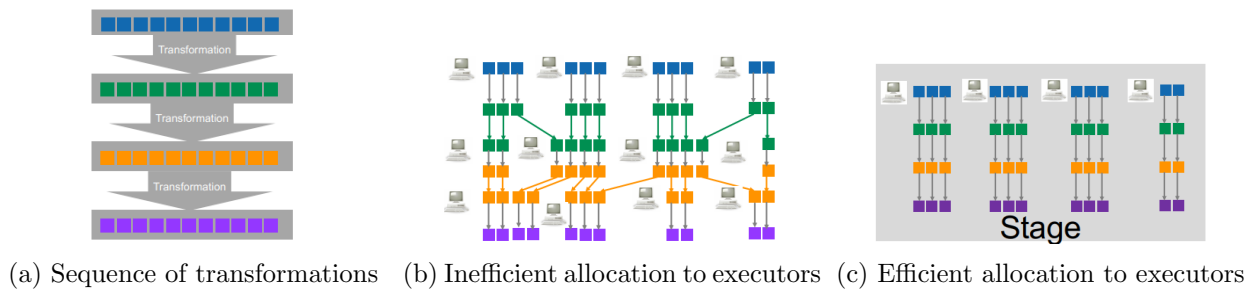 Transformation
Transformation
Transformation
Stage
(a) Sequence of transformations
(b) Inefficient allocation to executors
(c) Efficient allocation to executors